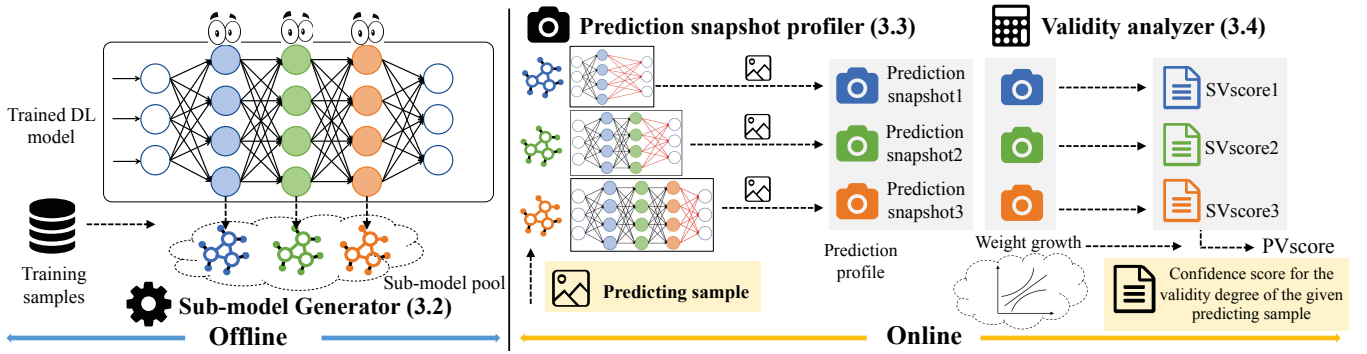 Trained DL
model
Training
samples
Sub-model pool
Sub-model Generator (3.2)
Offline
Prediction snapshot profiler (3.3)
Prediction
snapshot1
Prediction
snapshot2
Prediction
snapshot3
Prediction
profile
Predicting sample
Validity analyzer (3.4)
SVscore1
SVscore2
SVscore3
Weight growth
PVscore
Confidence score for the
validity degree of the given
predicting sample
Online